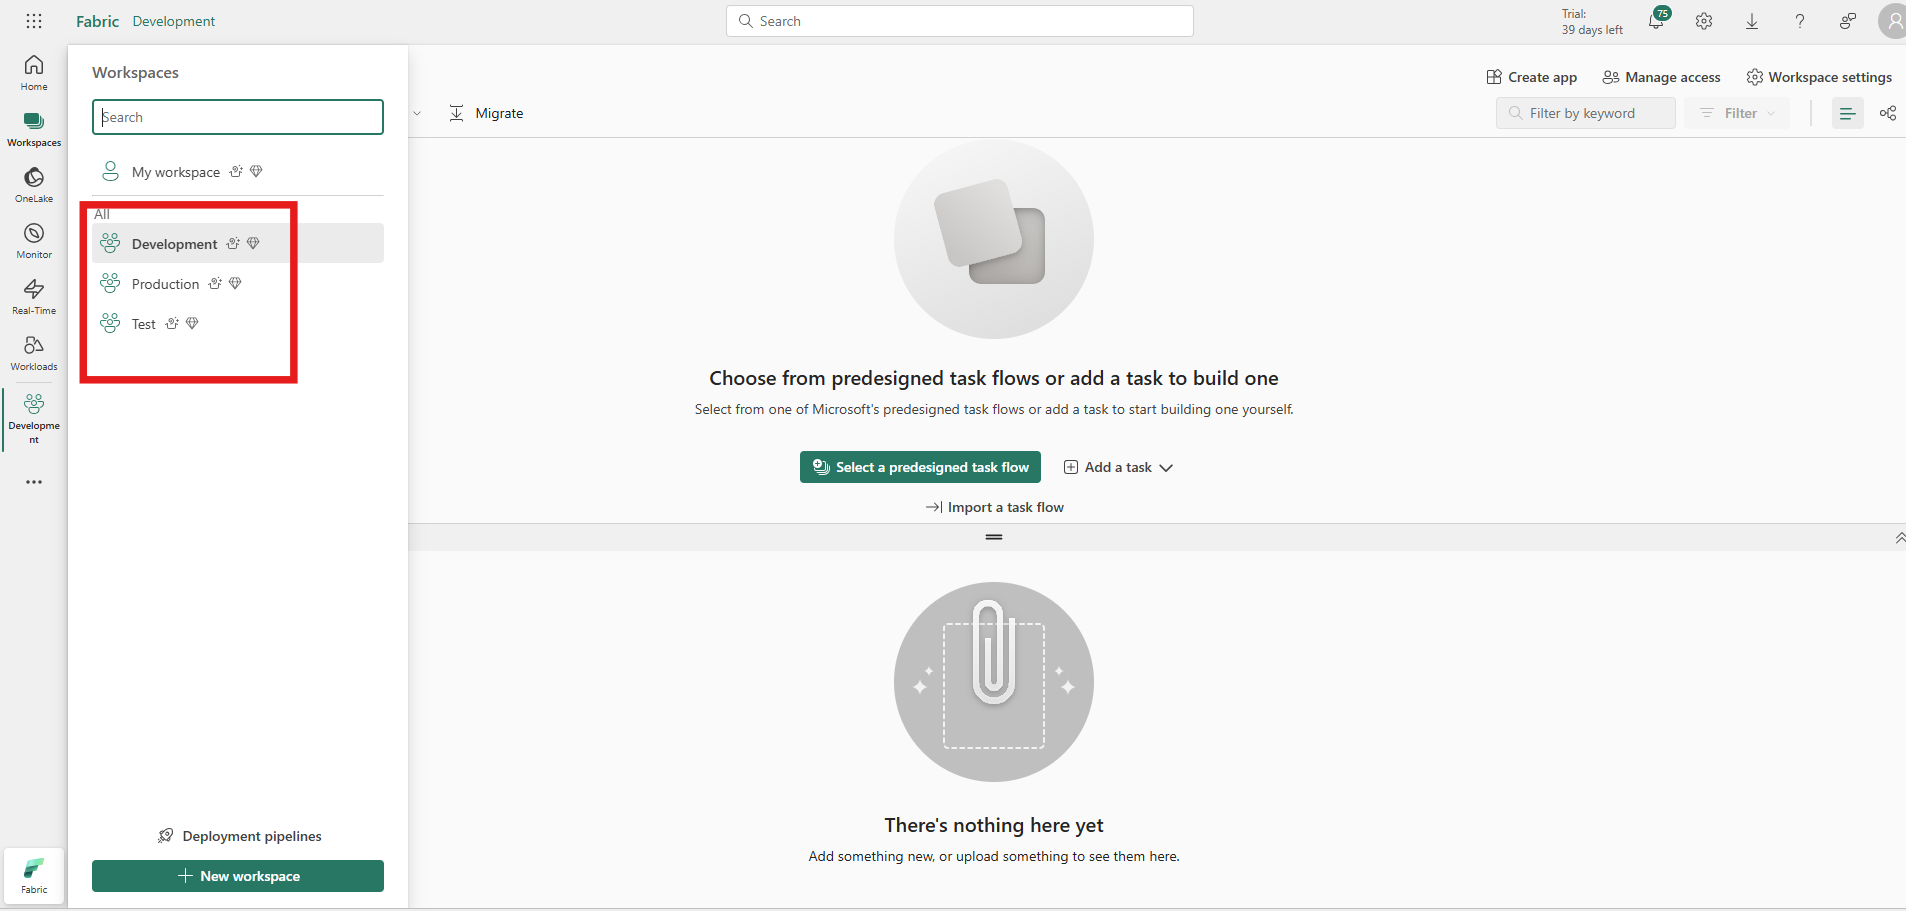 Fabric Development
Search
Trial:
39 days left
75
Home
Workspaces
OneLake
Monitor
Real-Time
Workloads
Developme
nt
Fabric
Workspaces
Search
My workspace
All
Development
Production
Test
Deployment pipelines
New workspace
Create app
Manage access
Workspace settings
Migrate
Filter by keyword
Filter
Choose from predesigned task flows or add a task to build one
Select from one of Microsoft's predesigned task flows or add a task to start building one yourself.
Select a predesigned task flow
Add a task
Import a task flow
There's nothing here yet
Add something new, or upload something to see them here.